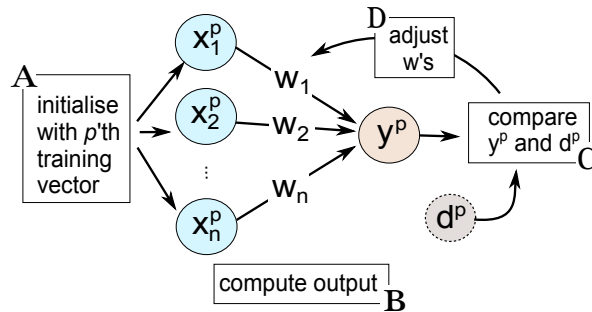 A
initialise
with p'th
training
vector
x₁ᵖ
x₂ᵖ
...
xₙᵖ
w₁
w₂
wₙ
yᵖ
D
adjust
w's
compare
yᵖ and dᵖ
C
dᵖ
compute output
B